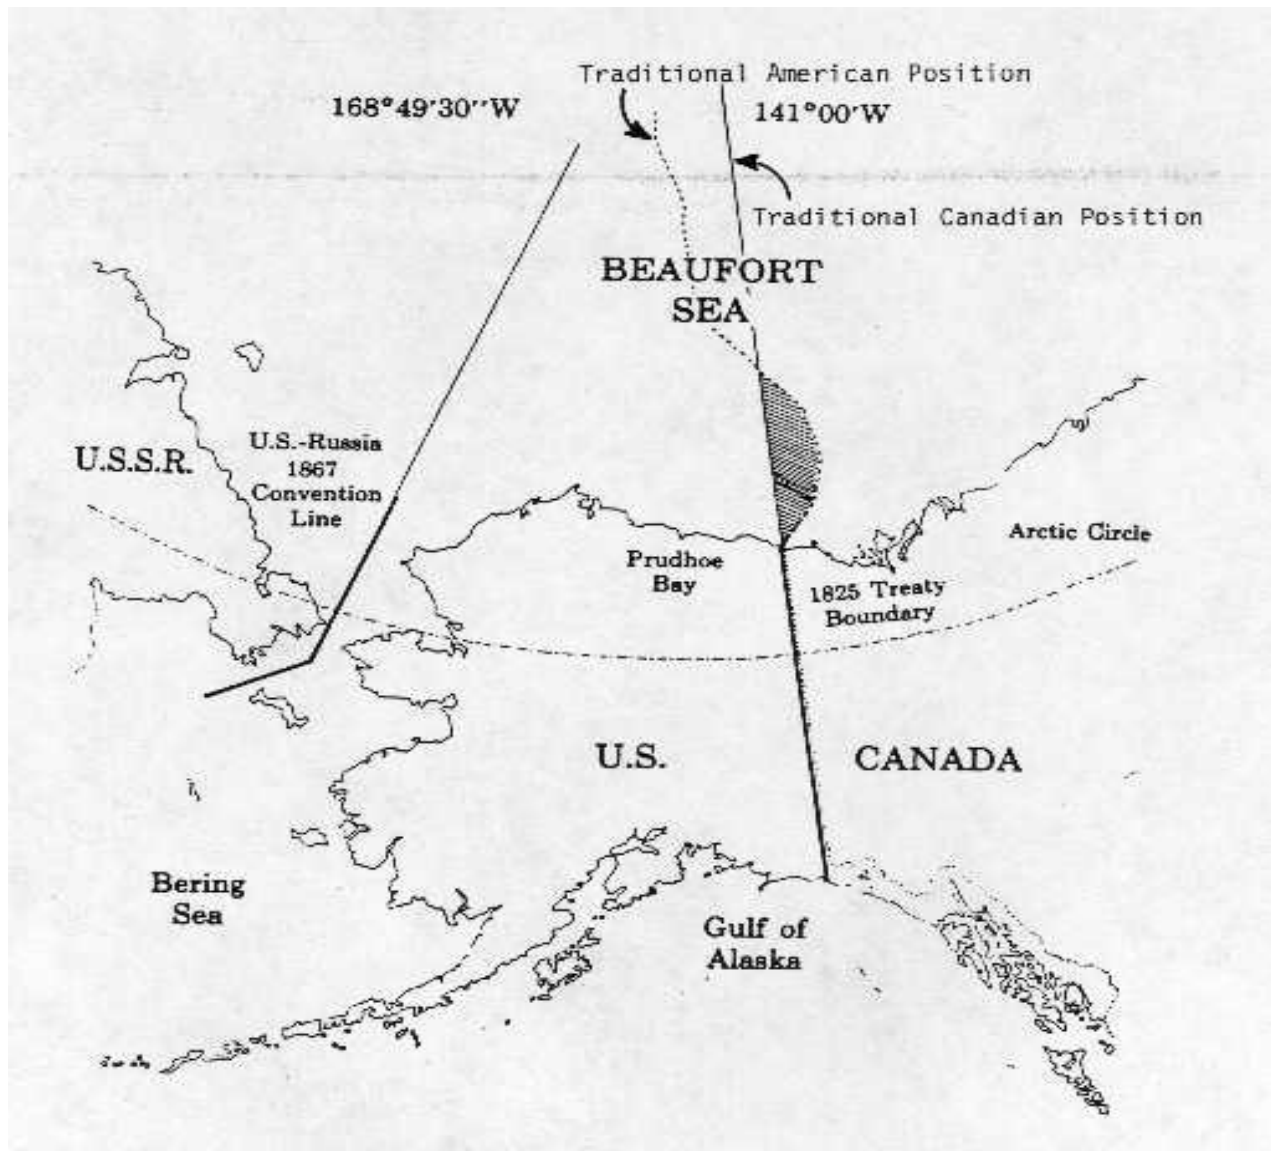 Traditional American Position
168°49'30''W
141°00'W
Traditional Canadian Position
BEAUFORT
SEA
U.S.S.R.
U.S.-Russia
1867
Convention
Line
Arctic Circle
Prudhoe
Bay
1825 Treaty
Boundary
U.S.
CANADA
Bering
Sea
Gulf of
Alaska